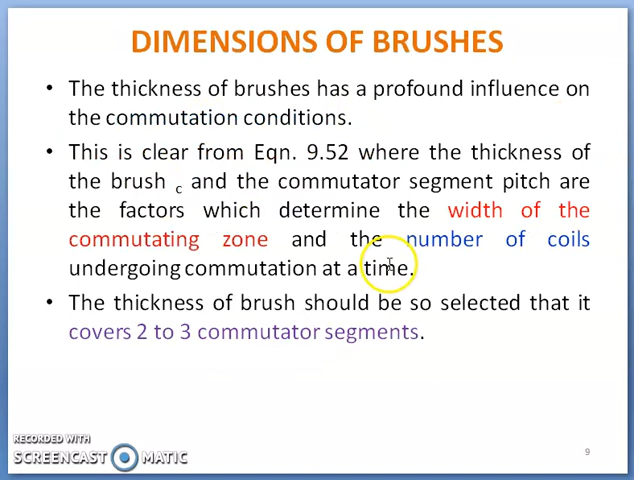 DIMENSIONS OF BRUSHES
• The thickness of brushes has a profound influence on
the commutation conditions.
• This is clear from Eqn. 9.52 where the thickness of
the brush c and the commutator segment pitch are
the factors which determine the width of the
commutating zone and the number of coils
undergoing commutation at a time.
• The thickness of brush should be so selected that it
covers 2 to 3 commutator segments.
RECORDED WITH
SCREENCAST MATIC
9